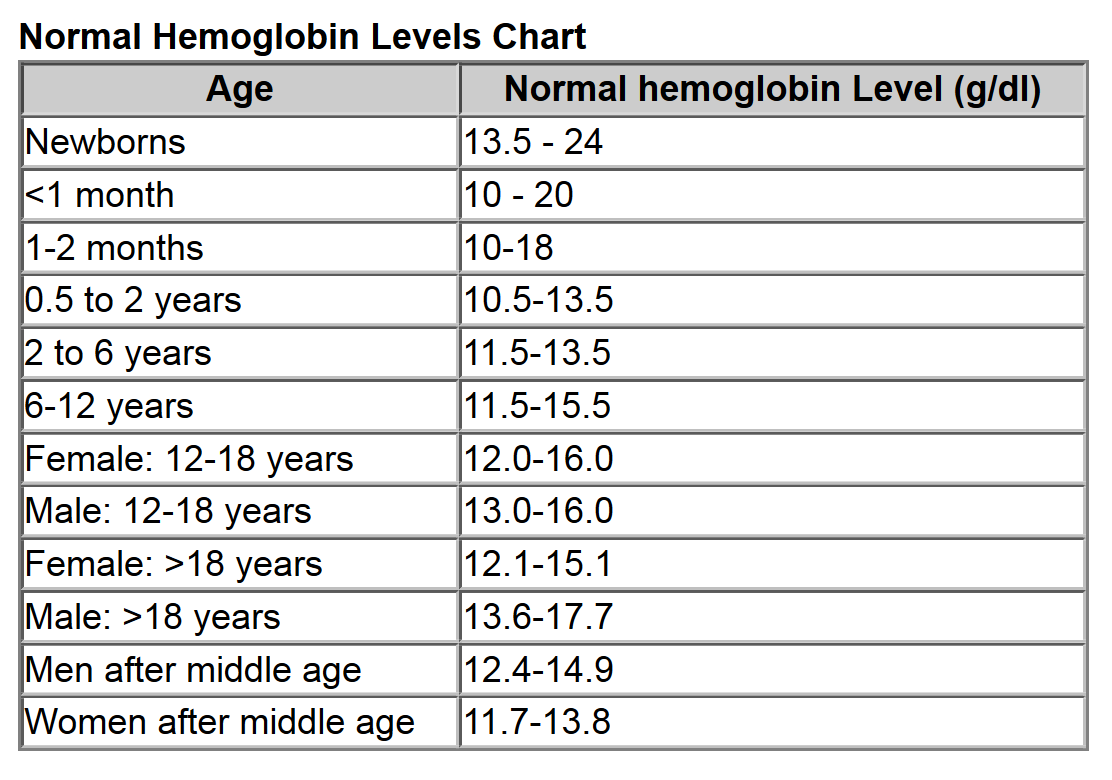 Normal Hemoglobin Levels Chart
Age Normal hemoglobin Level (g/dl)
Newborns 13.5 - 24
<1 month 10 - 20
1-2 months 10-18
0.5 to 2 years 10.5-13.5
2 to 6 years 11.5-13.5
6-12 years 11.5-15.5
Female: 12-18 years 12.0-16.0
Male: 12-18 years 13.0-16.0
Female: >18 years 12.1-15.1
Male: >18 years 13.6-17.7
Men after middle age 12.4-14.9
Women after middle age 11.7-13.8